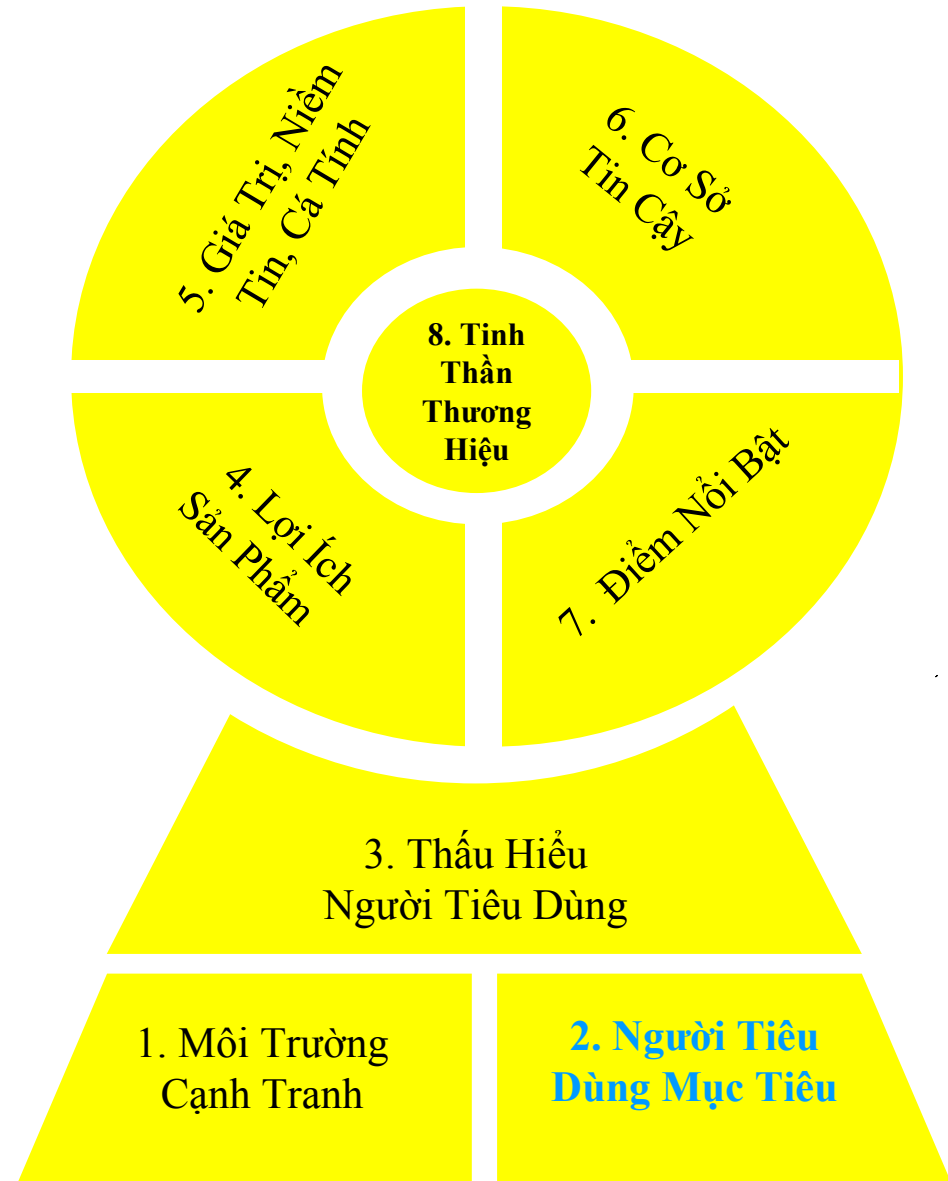 5. Giá Trị, Niềm
Tin, Cá Tính
6. Cơ Sở
Tin Cậy
8. Tinh
Thần
Thương
Hiệu
4. Lợi Ích
Sản Phẩm
7. Điểm Nổi Bật
3. Thấu Hiểu
Người Tiêu Dùng
1. Môi Trường
Cạnh Tranh
2. Người Tiêu
Dùng Mục Tiêu